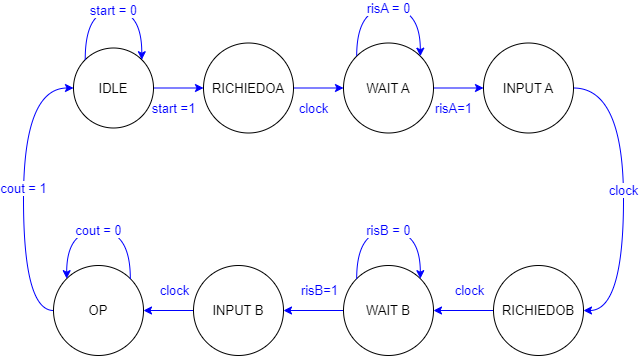 start = 0
risA = 0
IDLE
RICHIEDOA
WAIT A
INPUT A
start =1
clock
risA=1
cout = 1
clock
cout = 0
risB = 0
clock
risB=1
clock
OP
INPUT B
WAIT B
RICHIEDOB